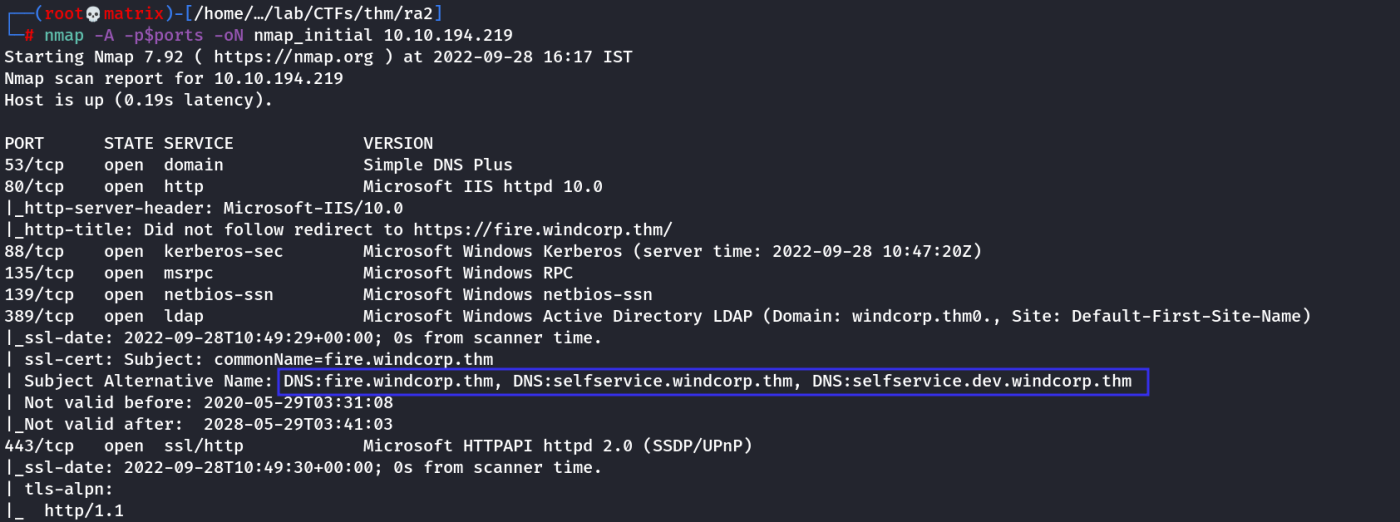 ┌──(root💀matrix)-[/home/…/lab/CTFs/thm/ra2]
└─# nmap -A -p$ports -oN nmap_initial 10.10.194.219
Starting Nmap 7.92 ( https://nmap.org ) at 2022-09-28 16:17 IST
Nmap scan report for 10.10.194.219
Host is up (0.19s latency).

PORT    STATE SERVICE           VERSION
53/tcp  open  domain            Simple DNS Plus
80/tcp  open  http              Microsoft IIS httpd 10.0
|_http-server-header: Microsoft-IIS/10.0
|_http-title: Did not follow redirect to https://fire.windcorp.thm/
88/tcp  open  kerberos-sec      Microsoft Windows Kerberos (server time: 2022-09-28 10:47:20Z)
135/tcp open  msrpc             Microsoft Windows RPC
139/tcp open  netbios-ssn       Microsoft Windows netbios-ssn
389/tcp open  ldap              Microsoft Windows Active Directory LDAP (Domain: windcorp.thm0., Site: Default-First-Site-Name)
|_ssl-date: 2022-09-28T10:49:29+00:00; 0s from scanner time.
| ssl-cert: Subject: commonName=fire.windcorp.thm
| Subject Alternative Name: DNS:fire.windcorp.thm, DNS:selfservice.windcorp.thm, DNS:selfservice.dev.windcorp.thm
| Not valid before: 2020-05-29T03:31:08
|_Not valid after:  2028-05-29T03:41:03
443/tcp open  ssl/http          Microsoft HTTPAPI httpd 2.0 (SSDP/UPnP)
|_ssl-date: 2022-09-28T10:49:30+00:00; 0s from scanner time.
| tls-alpn:
|_  http/1.1